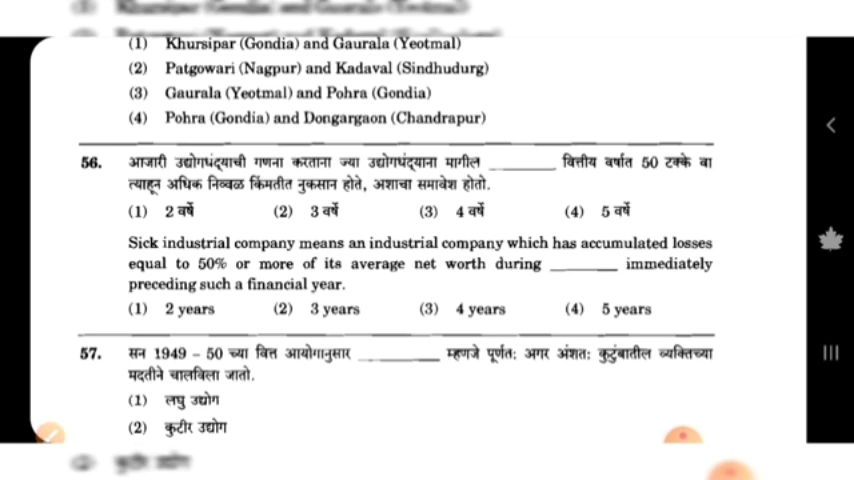 (1) Khursipar (Gondia) and Gaurala (Yeotmal)
(2) Patgowari (Nagpur) and Kadaval (Sindhudurg)
(3) Gaurala (Yeotmal) and Pohra (Gondia)
(4) Pohra (Gondia) and Dongargaon (Chandrapur)
56. आजारी उद्योगधंद्याची गणना करताना ज्या उद्योगधंद्याना मागील ________ वित्तीय वर्षात 50 टक्के वा
त्याहून अधिक निव्वळ किंमतीत नुकसान होते, अशाचा समावेश होतो.
(1) 2 वर्षे (2) 3 वर्षे (3) 4 वर्षे (4) 5 वर्षे
Sick industrial company means an industrial company which has accumulated losses
equal to 50% or more of its average net worth during ________ immediately
preceding such a financial year.
(1) 2 years (2) 3 years (3) 4 years (4) 5 years
57. सन 1949 – 50 च्या वित्त आयोगानुसार ________ म्हणजे पूर्णत: अगर अंशत: कुटुंबातील व्यक्तिच्या
मदतीने चालविला जातो.
(1) लघु उद्योग
(2) कुटीर उद्योग